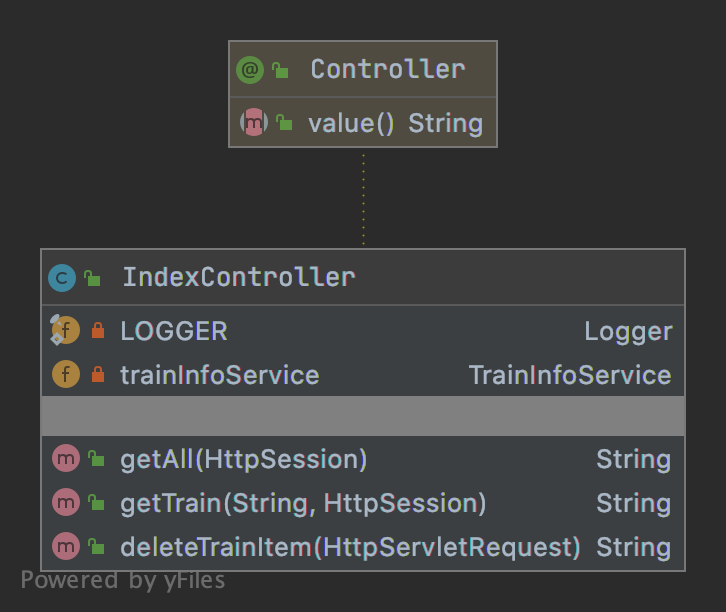 @ Controller
m value() String
C IndexController
f LOGGER Logger
f trainInfoService TrainInfoService
m getAll(HttpSession) String
m getTrain(String, HttpSession) String
m deleteTrainItem(HttpServletRequest) String
Powered by yFiles